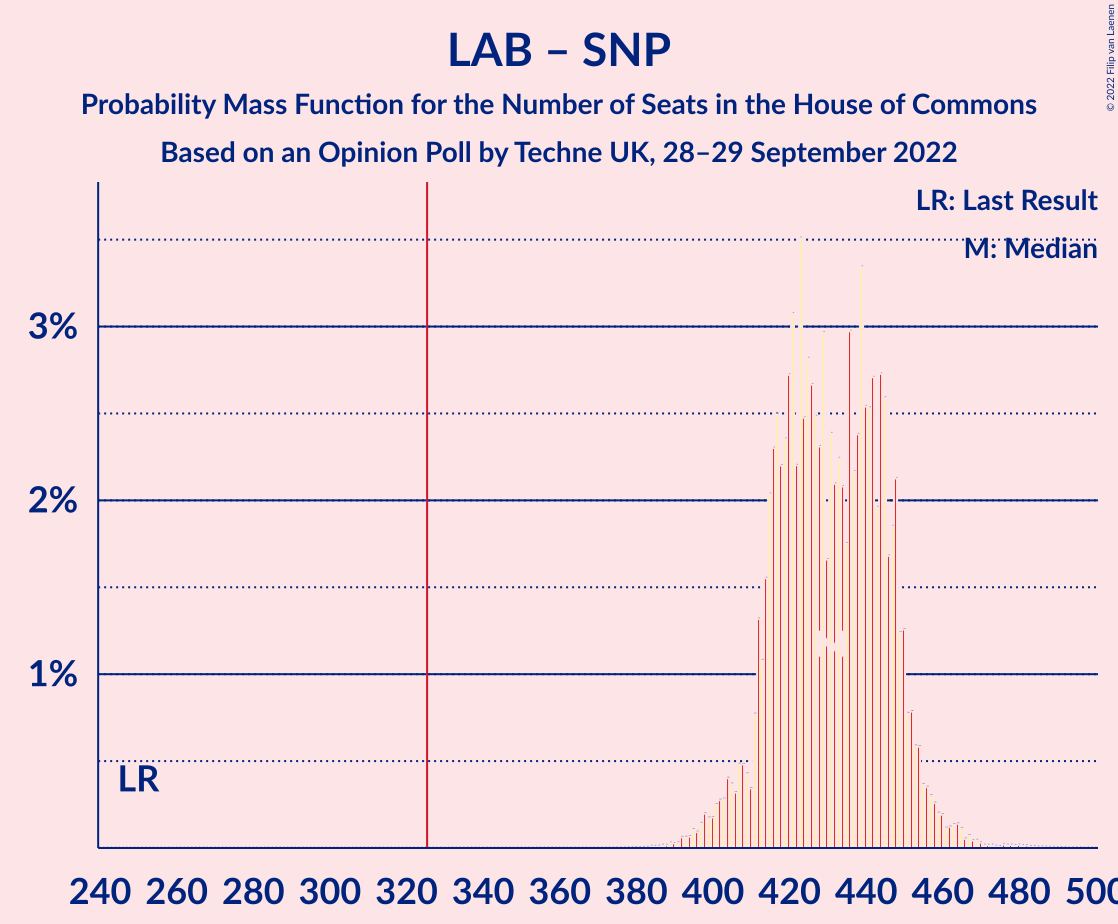 LAB – SNP
Probability Mass Function for the Number of Seats in the House of Commons
Based on an Opinion Poll by Techne UK, 28–29 September 2022
© 2022 Filip van Laenen
LR: Last Result
M: Median
3%
2%
1%
LR
M
240 260 280 300 320 340 360 380 400 420 440 460 480 500